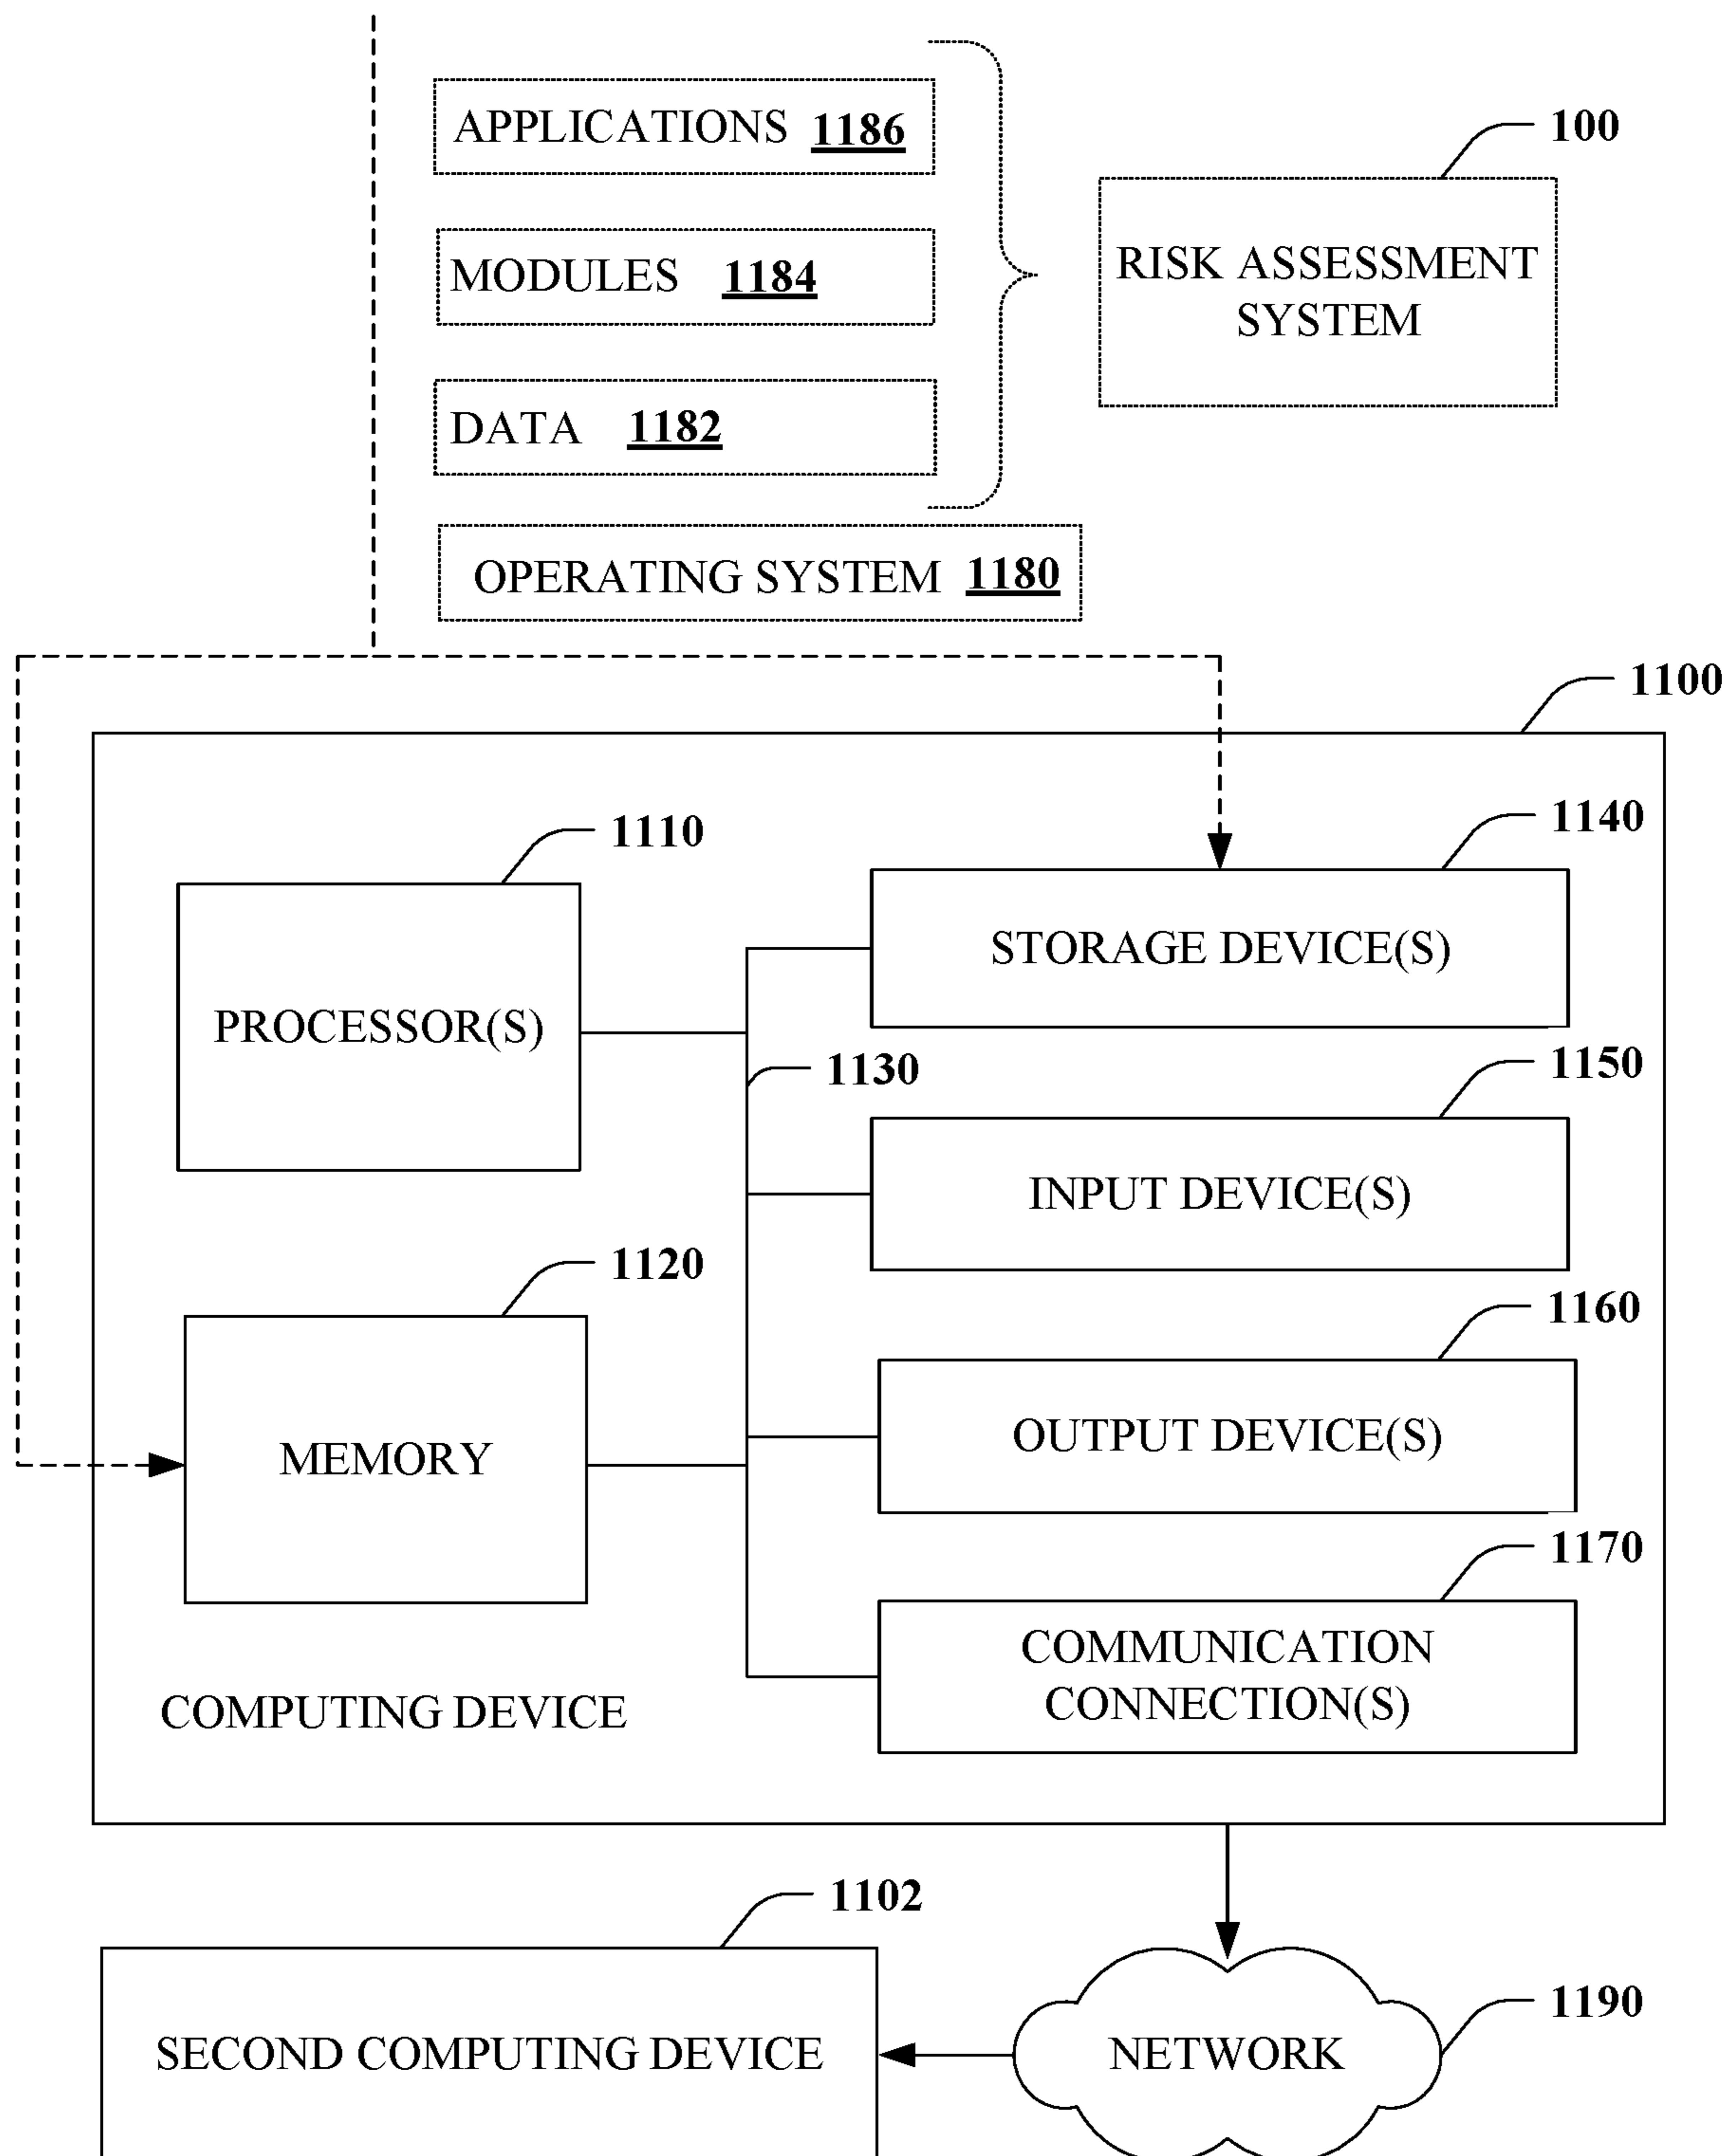 APPLICATIONS 1186
100
RISK ASSESSMENT
SYSTEM
MODULES 1184
DATA 1182
OPERATING SYSTEM 1180
1100
1110
PROCESSOR(S)
1140
STORAGE DEVICE(S)
1130
1150
INPUT DEVICE(S)
1120
MEMORY
1160
OUTPUT DEVICE(S)
1170
COMMUNICATION
CONNECTION(S)
COMPUTING DEVICE
1102
SECOND COMPUTING DEVICE
1190
NETWORK